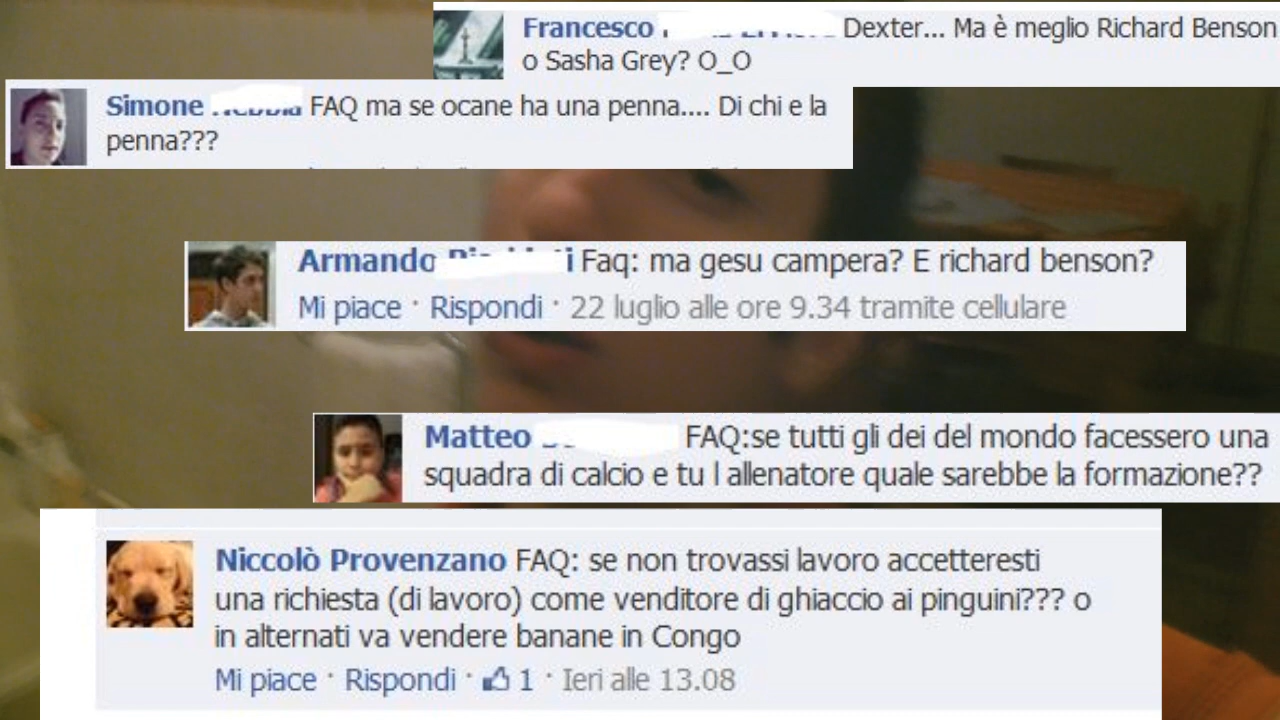 Francesco Dexter... Ma è meglio Richard Benson
o Sasha Grey? O_O
Simone FAQ ma se ocane ha una penna.... Di chi e la
penna???
Armando Faq: ma gesu campera? E richard benson?
Mi piace · Rispondi · 22 luglio alle ore 9.34 tramite cellulare
Matteo FAQ:se tutti gli dei del mondo facessero una
squadra di calcio e tu l allenatore quale sarebbe la formazione??
Niccolò Provenzano FAQ: se non trovassi lavoro accetteresti
una richiesta (di lavoro) come venditore di ghiaccio ai pinguini??? o
in alternati va vendere banane in Congo
Mi piace · Rispondi · 1 · Ieri alle 13.08